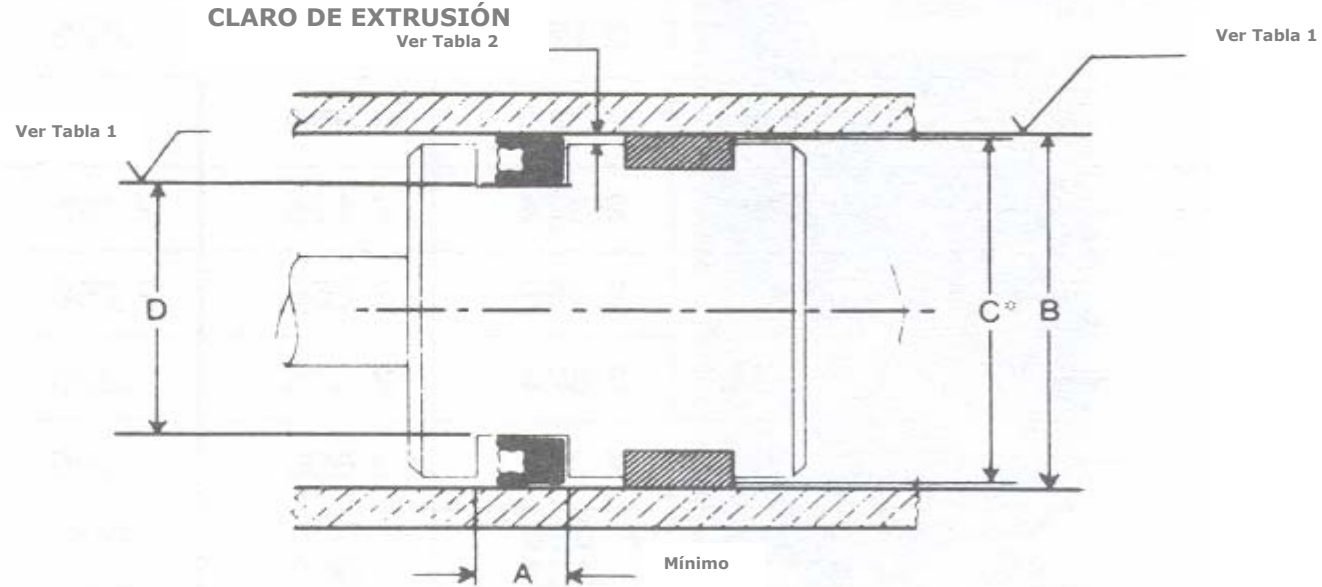 CLARO DE EXTRUSIÓN
Ver Tabla 2
Ver Tabla 1
Ver Tabla 1
D
C*
B
A
Mínimo